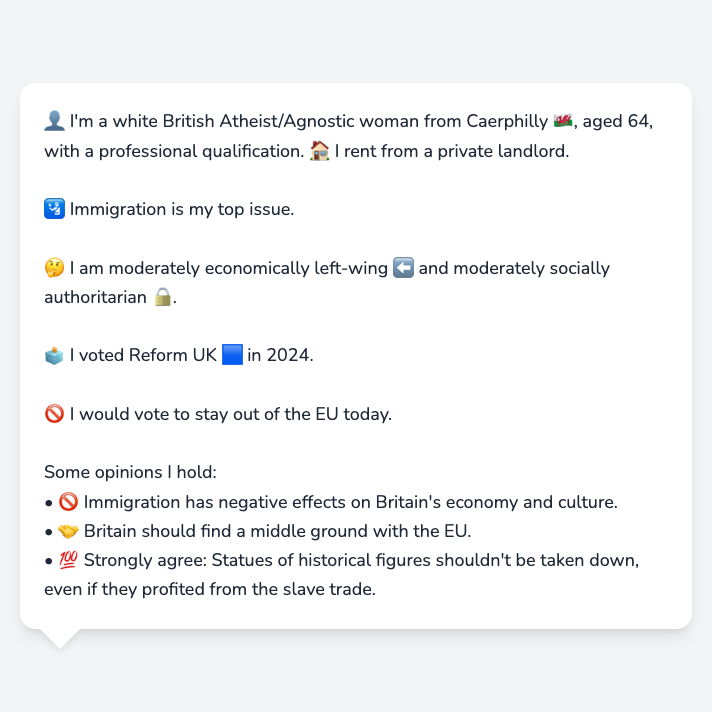 👤 I'm a white British Atheist/Agnostic woman from Caerphilly 🏴󠁧󠁢󠁷󠁬󠁳󠁿, aged 64,
with a professional qualification. 🏠 I rent from a private landlord.
🛂 Immigration is my top issue.
🤔 I am moderately economically left-wing ⬅️ and moderately socially
authoritarian 🔒.
🗳️ I voted Reform UK 🟦 in 2024.
🚫 I would vote to stay out of the EU today.
Some opinions I hold:
• 🚫 Immigration has negative effects on Britain's economy and culture.
• 🤝 Britain should find a middle ground with the EU.
• 💯 Strongly agree: Statues of historical figures shouldn't be taken down,
even if they profited from the slave trade.